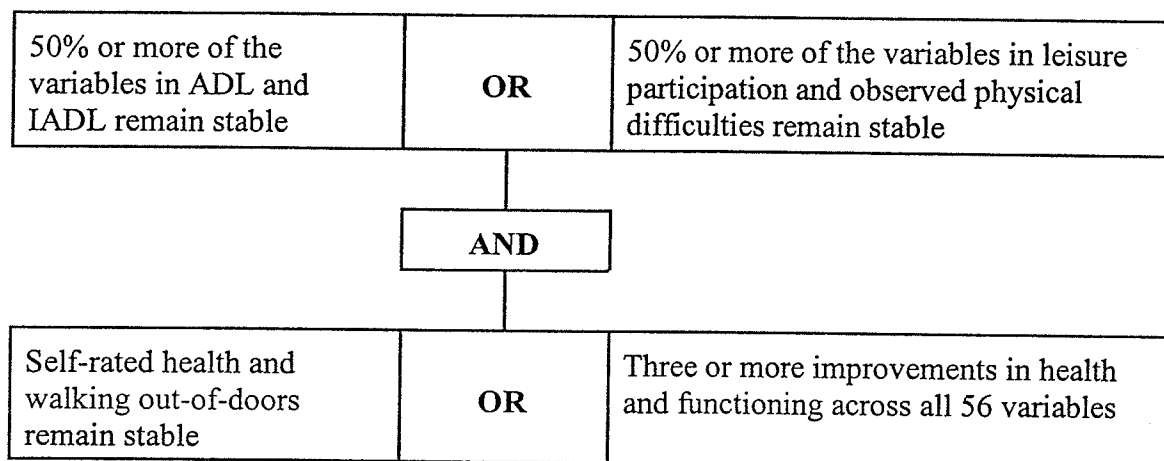 50% or more of the
variables in ADL and
IADL remain stable
OR
50% or more of the variables in leisure
participation and observed physical
difficulties remain stable
AND
Self-rated health and
walking out-of-doors
remain stable
OR
Three or more improvements in health
and functioning across all 56 variables